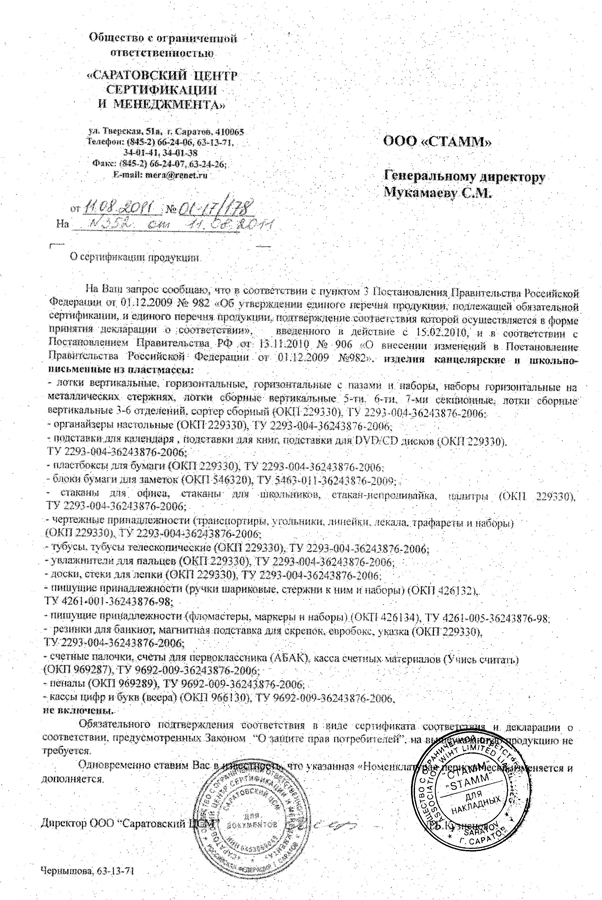 Общество с ограниченной
ответственностью
«САРАТОВСКИЙ ЦЕНТР
СЕРТИФИКАЦИИ
И МЕНЕДЖМЕНТА»
ул. Тверская, 51а, г. Саратов, 410065
Телефон: (845-2) 66-24-06, 63-13-71,
34-01-41, 34-01-38
Факс: (845-2) 66-24-07, 63-24-26;
E-mail: mera@renet.ru
ООО «СТАММ»
Генеральному директору
Мукамаеву С.М.
от 11.08.2011 № 01-17/178
На N352 от 11.08.2011
О сертификации продукции
На Ваш запрос сообщаю, что в соответствии с пунктом 3 Постановления Правительства Российской
Федерации от 01.12.2009 № 982 «Об утверждении единого перечня продукции, подлежащей обязательной
сертификации, и единого перечня продукции, подтверждение соответствия которой осуществляется в форме
принятия декларации о соответствии», введенного в действие с 15.02.2010, и в соответствии с
Постановлением Правительства РФ от 13.11.2010 № 906 «О внесении изменений в Постановление
Правительства Российской Федерации от 01.12.2009 №982», изделия канцелярские и школьно-
письменные из пластмассы:
- лотки вертикальные, горизонтальные, горизонтальные с пазами и наборы, наборы горизонтальные на
металлических стержнях, лотки сборные вертикальные 5-ти, 6-ти, 7-ми секционные, лотки сборные
вертикальные 3-6 отделений, сортер сборный (ОКП 229330), ТУ 2293-004-36243876-2006;
- органайзеры настольные (ОКП 229330), ТУ 2293-004-36243876-2006;
- подставки для календаря , подставки для книг, подставки для DVD/CD дисков (ОКП 229330),
ТУ 2293-004-36243876-2006;
- пластбоксы для бумаги (ОКП 229330), ТУ 2293-004-36243876-2006;
- блоки бумаги для заметок (ОКП 546320), ТУ 5463-011-36243876-2009;
- стаканы для офиса, стаканы для школьников, стакан-непроливайка, палитры (ОКП 229330),
ТУ 2293-004-36243876-2006;
- чертежные принадлежности (транспортиры, угольники, линейки, лекала, трафареты и наборы)
(ОКП 229330), ТУ 2293-004-36243876-2006;
- тубусы, тубусы телескопические (ОКП 229330), ТУ 2293-004-36243876-2006;
- увлажнители для пальцев (ОКП 229330), ТУ 2293-004-36243876-2006;
- доски, стеки для лепки (ОКП 229330), ТУ 2293-004-36243876-2006;
- пишущие принадлежности (ручки шариковые, стержни к ним и наборы) (ОКП 426132),
ТУ 4261-001-36243876-98;
- пишущие принадлежности (фломастеры, маркеры и наборы) (ОКП 426134), ТУ 4261-005-36243876-98;
- резинки для банкнот, магнитная подставка для скрепок, евробокс, указка (ОКП 229330),
ТУ 2293-004-36243876-2006;
- счетные палочки, счеты для первоклассника (АБАК), касса счетных материалов (Учись считать)
(ОКП 969287), ТУ 9692-009-36243876-2006;
- пеналы (ОКП 969289), ТУ 9692-009-36243876-2006;
- кассы цифр и букв (веера) (ОКП 966130), ТУ 9692-009-36243876-2006,
не включены.
Обязательного подтверждения соответствия в виде сертификата соответствия и декларации о
соответствии, предусмотренных Законом "О защите прав потребителей", на продукцию не
требуется.
Одновременно ставим Вас в известность, что указанная «Номенклатура» изменяется и
дополняется.
Директор ООО "Саратовский ЦСМ"
Кузнецов
ДЛЯ
ДОКУМЕНТОВ
СТАММ
"STAMM"
ДЛЯ
НАКЛАДНЫХ
SARATOV
Г. САРАТОВ
Чернышова, 63-13-71